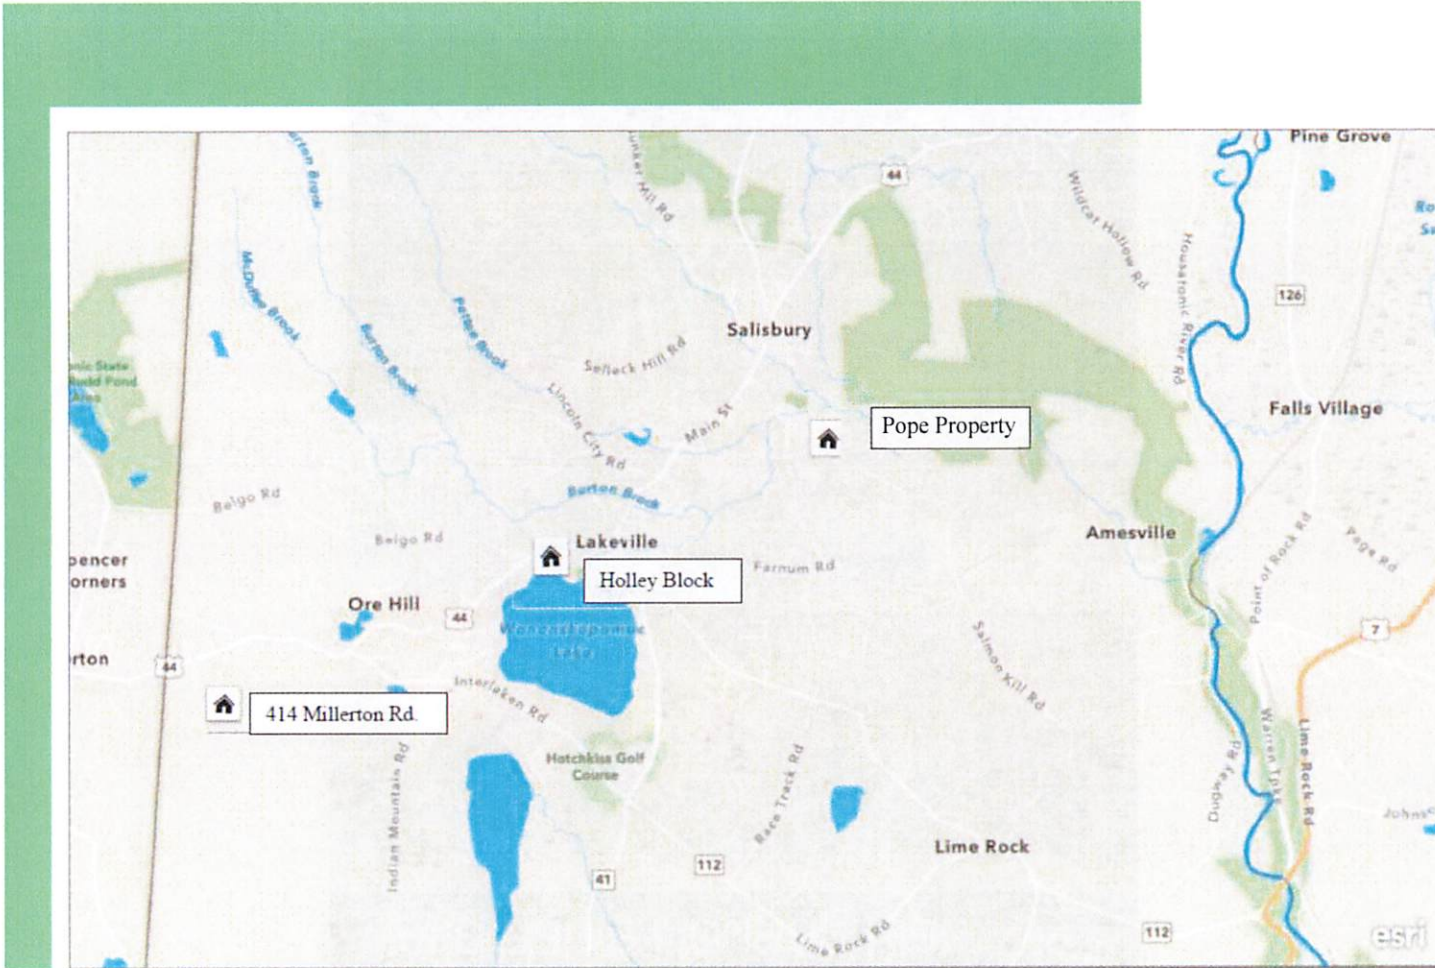 Pine Grove
44
Wildcat Hollow Rd
Housatonic River Rd
126
McDuffee Brook
Burton Brook
Pettee Brook
Salisbury
Selleck Hill Rd
Lincoln City Rd
Main St
Falls Village
Pope Property
Belgo Rd
Burton Brook
Belgo Rd
Lakeville
Holley Block
Farnum Rd
Amesville
Point of Rock Rd
Page Rd
Ore Hill
44
Wononskopomuc
Lake
7
44
Salmon Kill Rd
414 Millerton Rd.
Interlaken Rd
Hotchkiss Golf
Course
Indian Mountain Rd
Race Track Rd
Dugway Rd
Warren Tpke
Lime Rock Rd
Lime Rock
41
112
Lime Rock Rd
112
esri